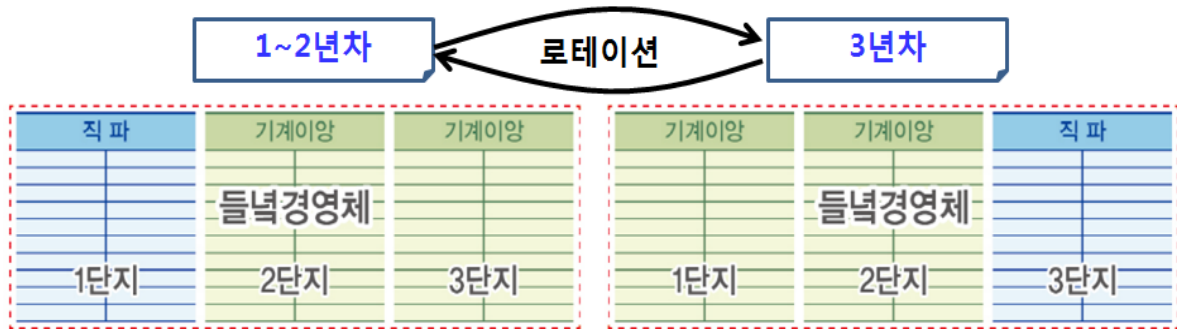 1~2년차
로테이션
3년차
직 파 기계이앙 기계이앙
들녘경영체
1단지 2단지 3단지
기계이앙 기계이앙 직 파
들녘경영체
1단지 2단지 3단지